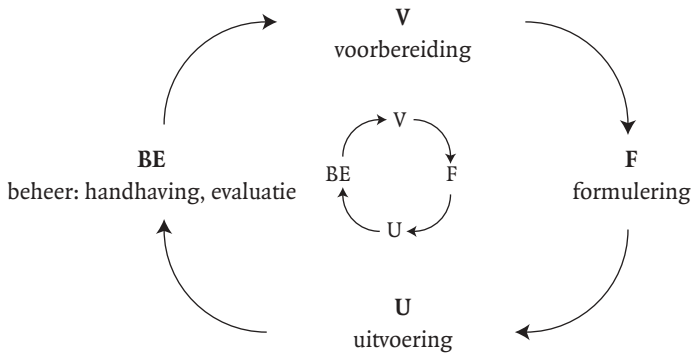 V
voorbereiding
V
BE
F
U
BE
beheer: handhaving, evaluatie
F
formulering
U
uitvoering